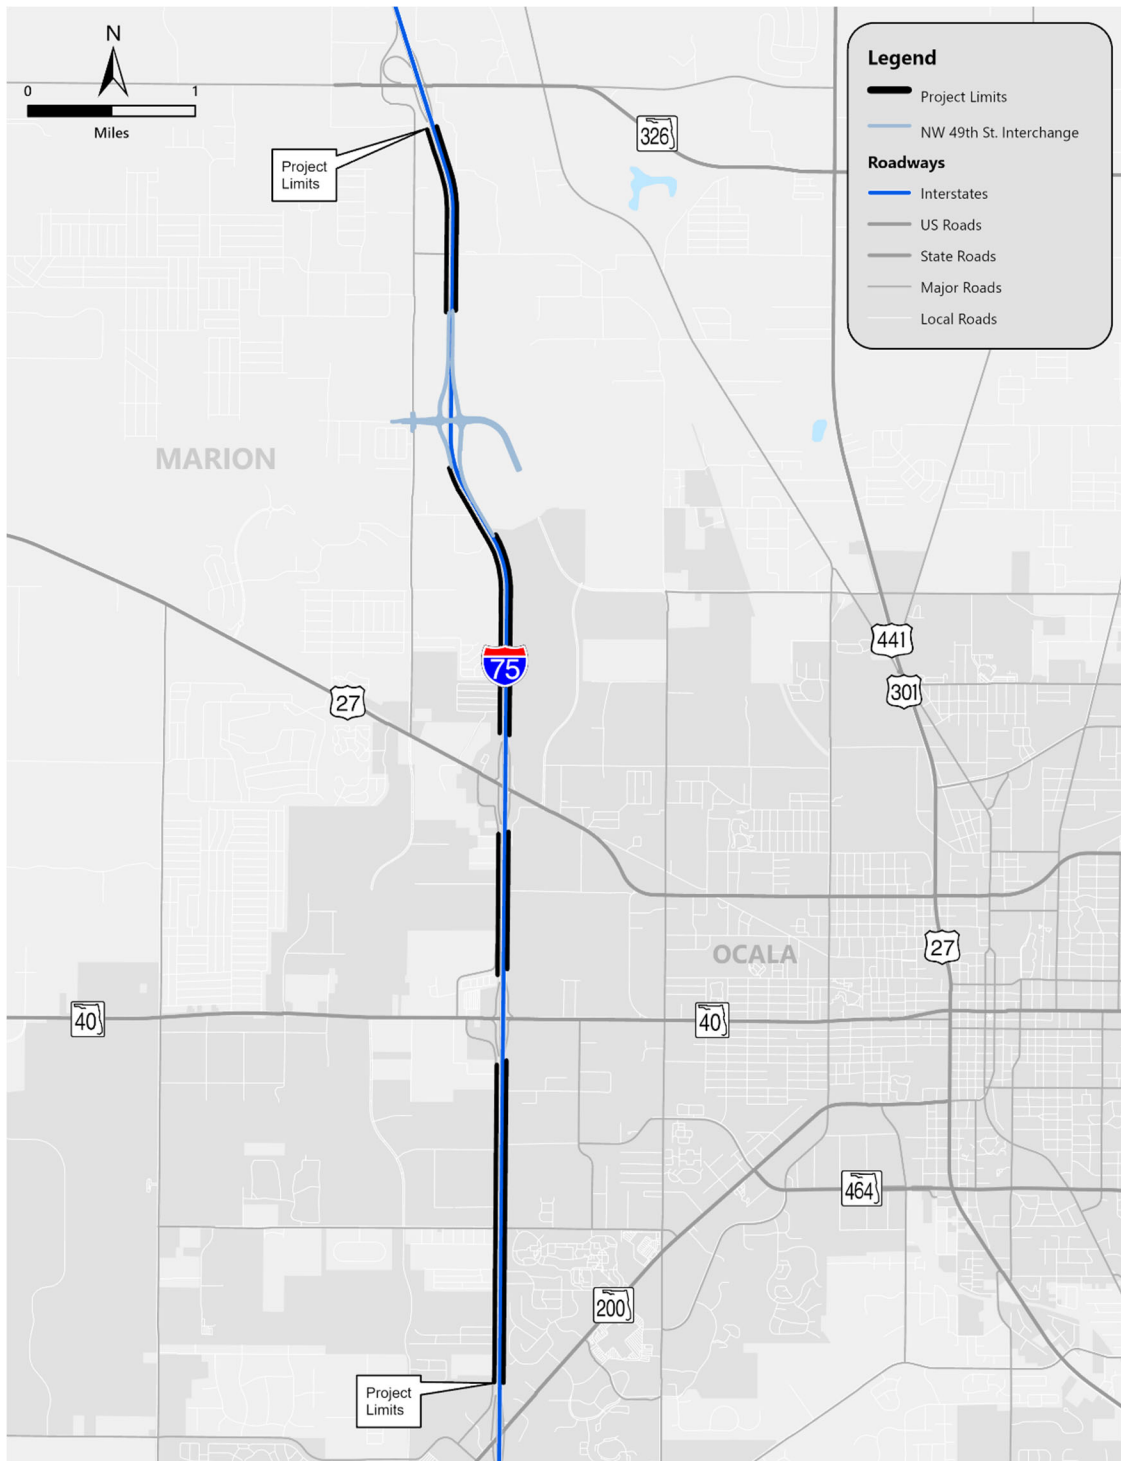 N
0 1
Miles
Legend
Project Limits
NW 49th St. Interchange
Roadways
Interstates
US Roads
State Roads
Major Roads
Local Roads
326
Project
Limits
MARION
441
75
301
27
27
OCALA
40
40
464
200
Project
Limits